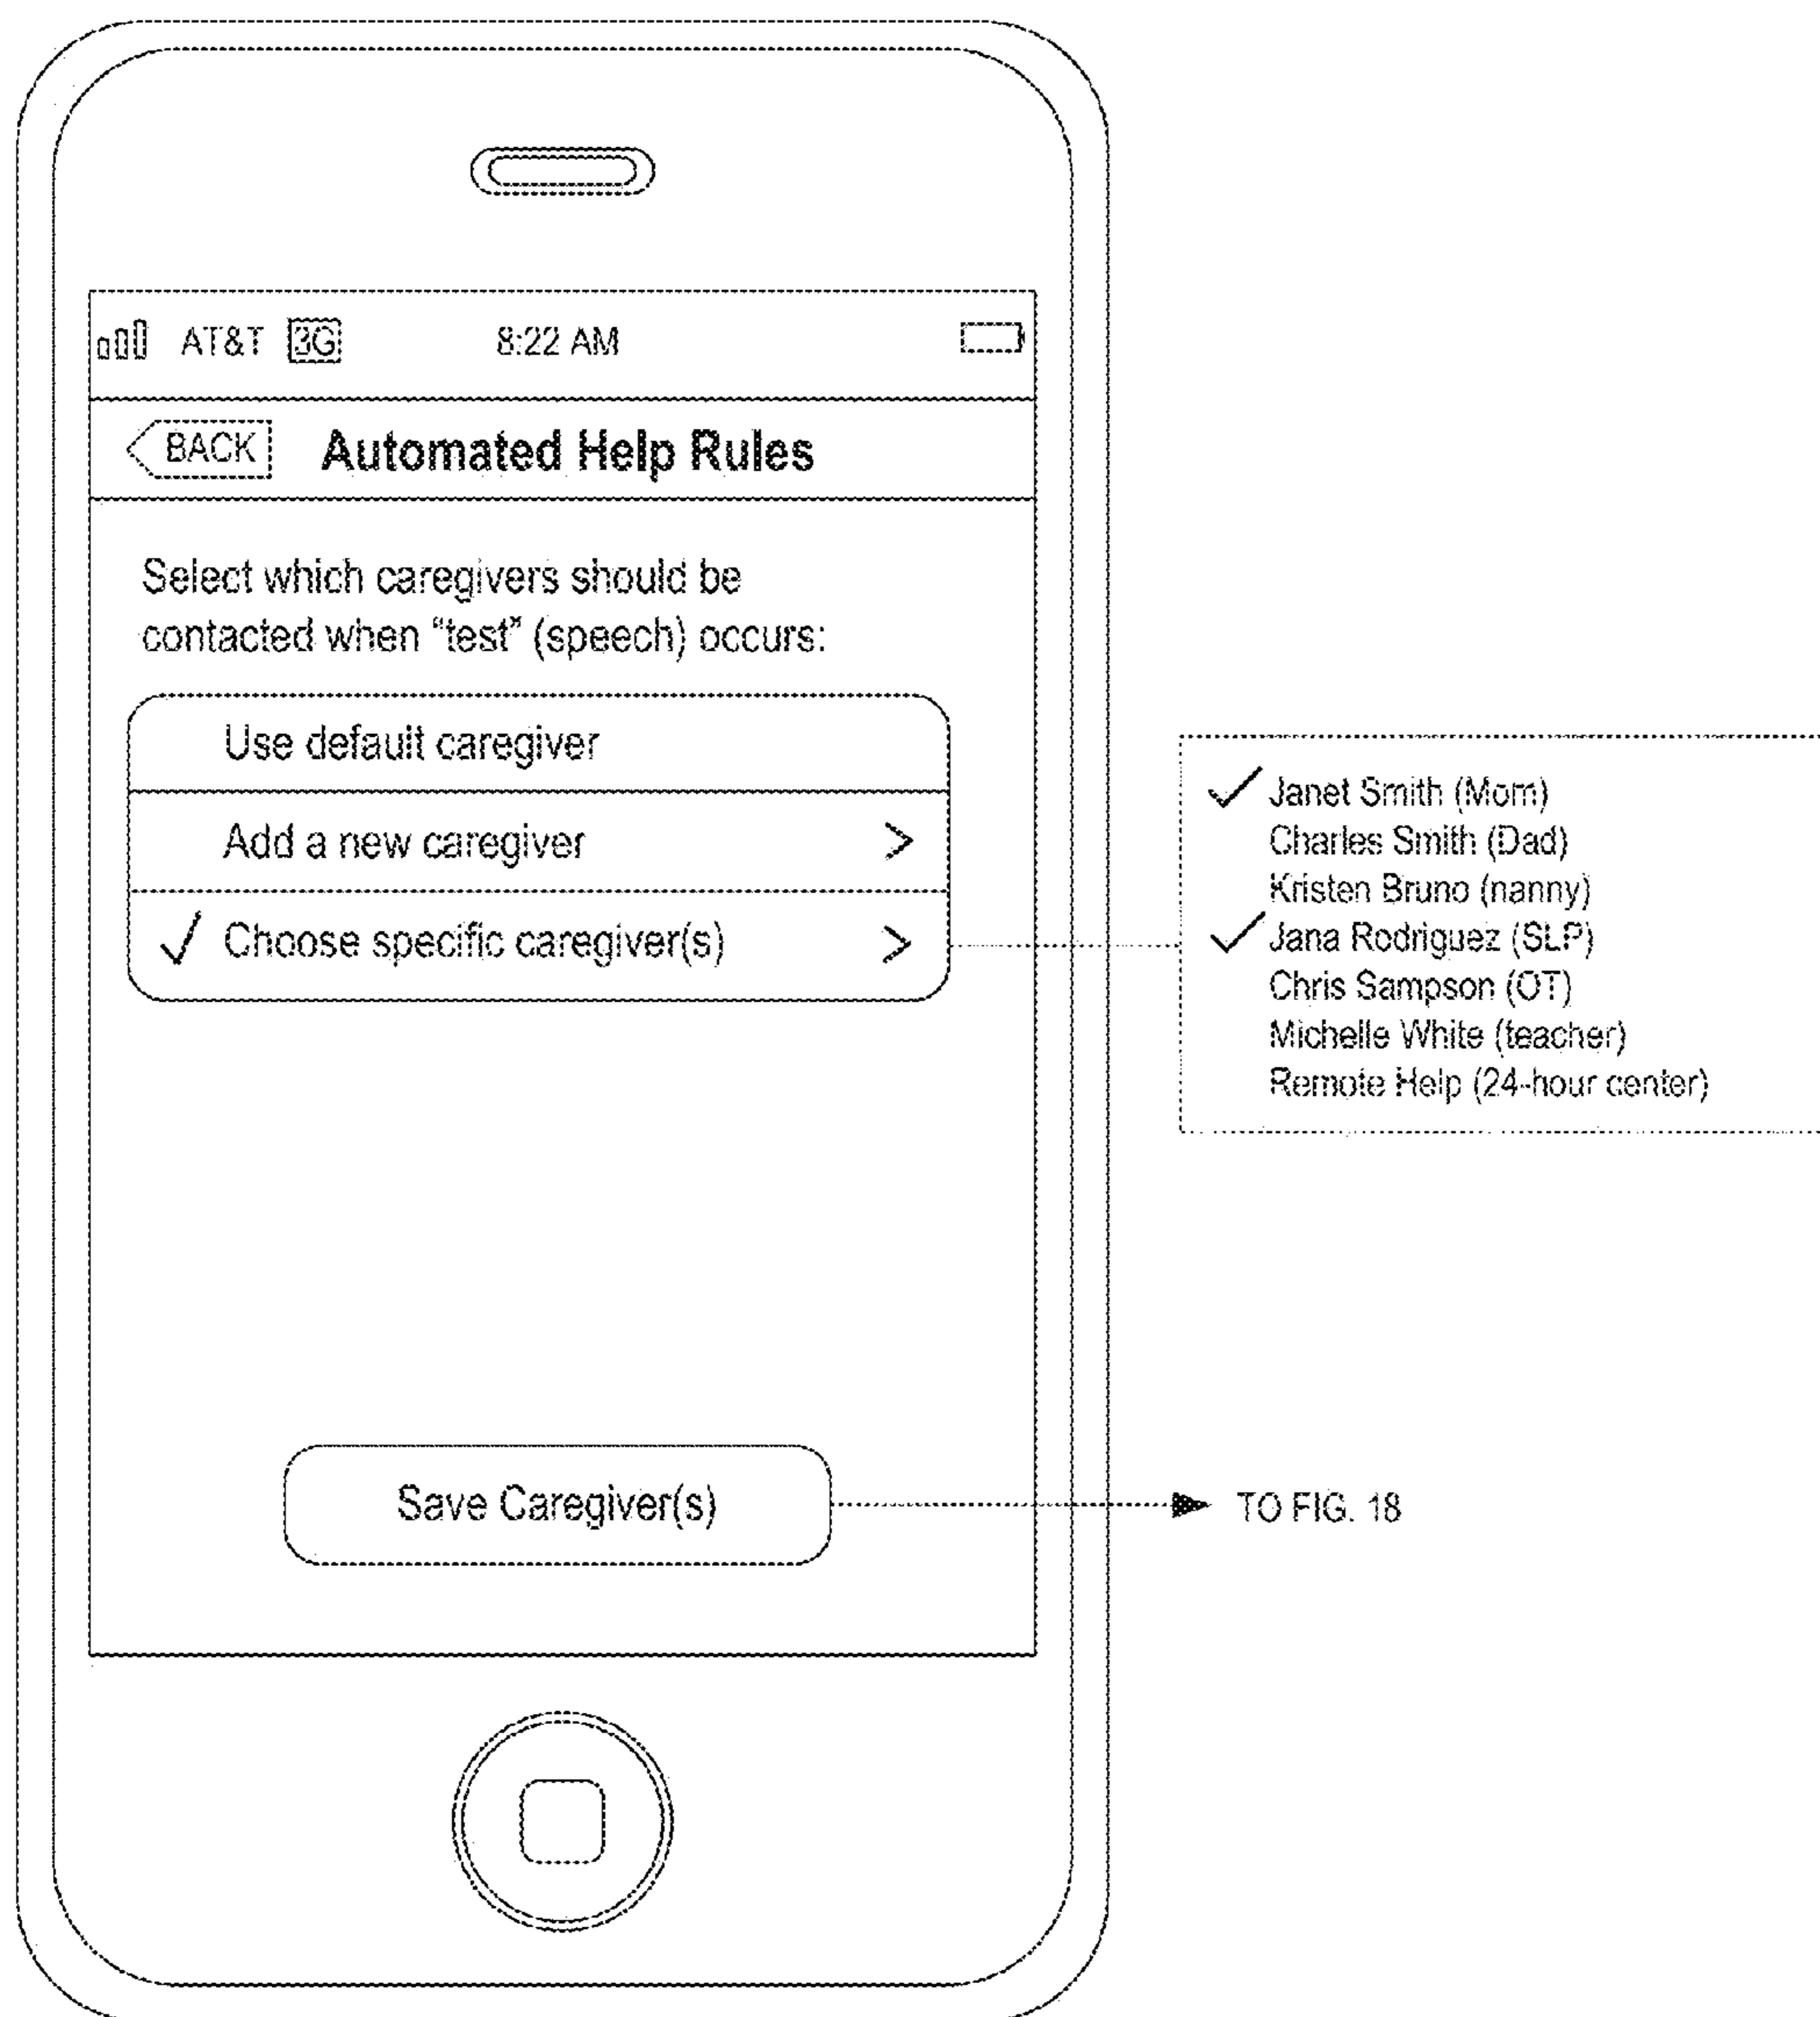 AT&T 3G 8:22 AM
BACK Automated Help Rules
Select which caregivers should be
contacted when “test” (speech) occurs:
Use default caregiver
Add a new caregiver >
✓ Choose specific caregiver(s) >
✓ Janet Smith (Mom)
Charles Smith (Dad)
Kristen Bruno (nanny)
✓ Jana Rodriguez (SLP)
Chris Sampson (OT)
Michelle White (teacher)
Remote Help (24-hour center)
Save Caregiver(s)
TO FIG. 18